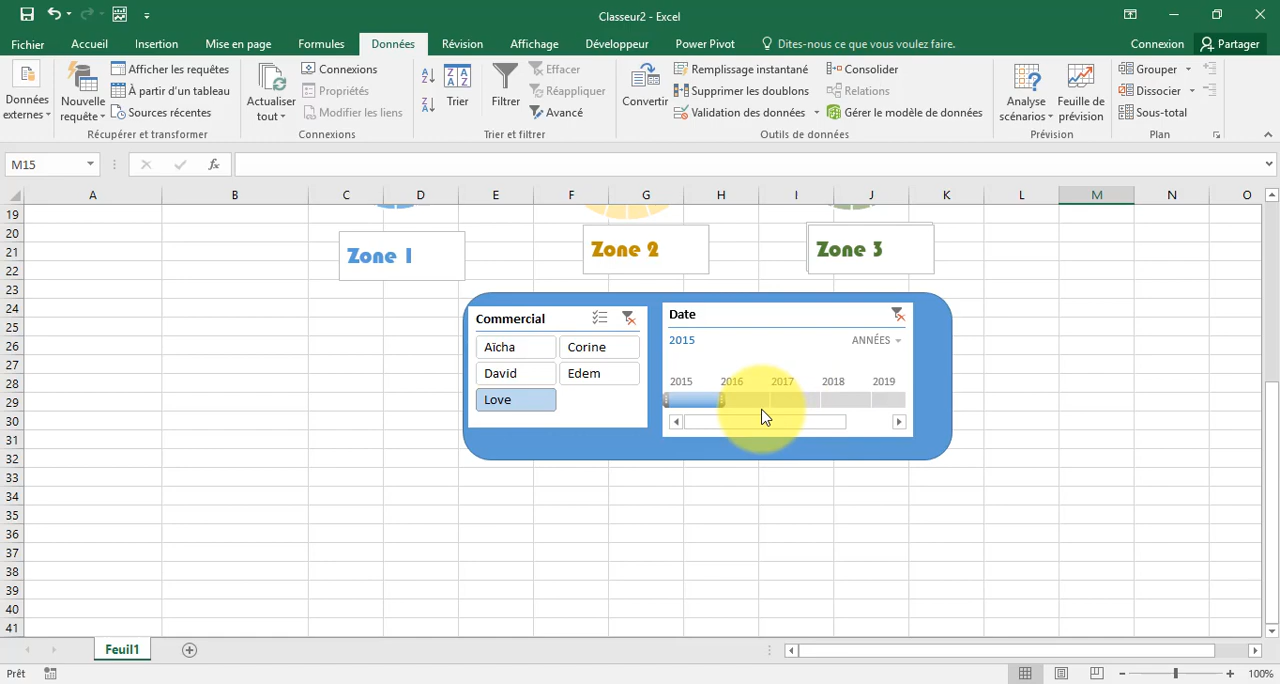 Classeur2 - Excel
Fichier Accueil Insertion Mise en page Formules Données Révision Affichage Développeur Power Pivot Dites-nous ce que vous voulez faire. Connexion Partager
Données externes
Nouvelle requête
Afficher les requêtes
À partir d'un tableau
Sources récentes
Récupérer et transformer
Actualiser tout
Connexions
Propriétés
Modifier les liens
Connexions
Trier
Filtrer
Effacer
Réappliquer
Avancé
Trier et filtrer
Convertir
Remplissage instantané
Supprimer les doublons
Validation des données
Consolider
Relations
Gérer le modèle de données
Outils de données
Analyse scénarios
Feuille de prévision
Prévision
Grouper
Dissocier
Sous-total
Plan
M15 fx
A B C D E F G H I J K L M N O
19
20
21
22
23
24
25
26
27
28
29
30
31
32
33
34
35
36
37
38
39
40
41
Zone 1 Zone 2 Zone 3
Commercial
Aïcha Corine
David Edem
Love
Date
2015 ANNÉES
2015 2016 2017 2018 2019
Feuil1
Prêt 100%